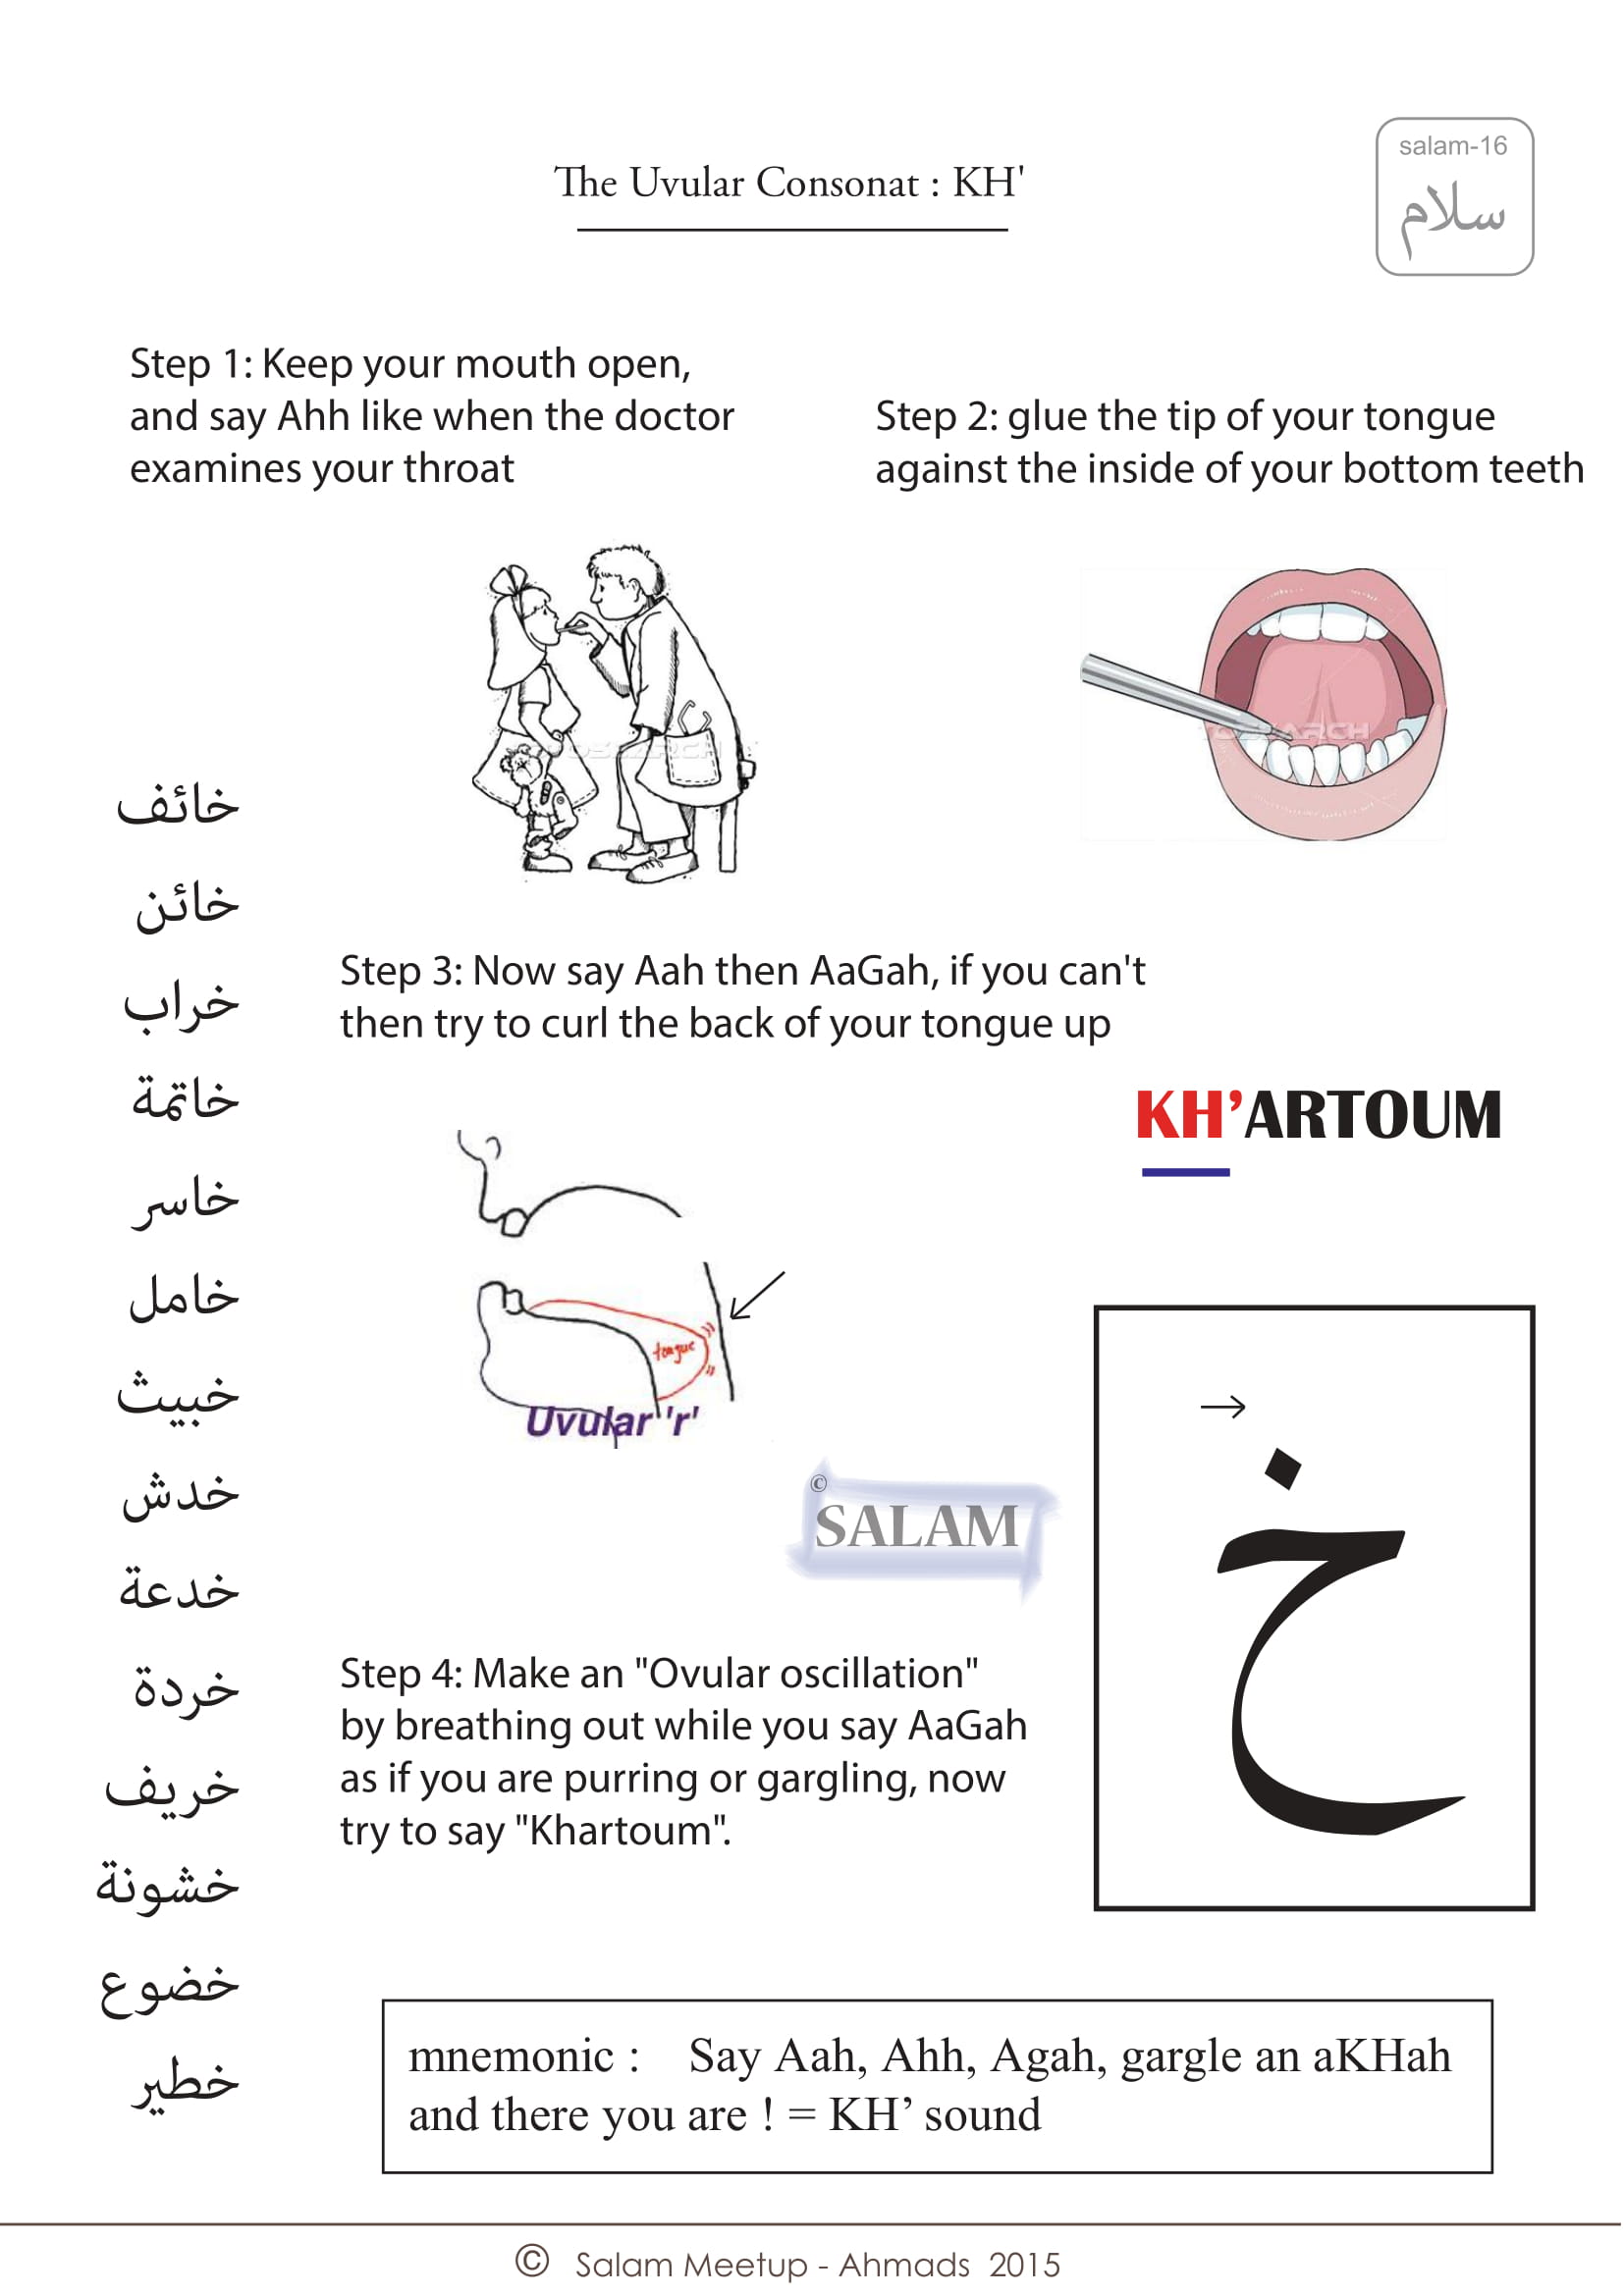 salam-16
سلام
The Uvular Consonat : KH'
Step 1: Keep your mouth open,
and say Ahh like when the doctor
examines your throat
Step 2: glue the tip of your tongue
against the inside of your bottom teeth
خائف
خائن
خراب
خاتمة
خاسر
خامل
خبيث
خدش
خدعة
خردة
خريف
خشونة
خضوع
خطير
Step 3: Now say Aah then AaGah, if you can't
then try to curl the back of your tongue up
KH’ARTOUM
tongue
Uvular 'r'
©
SALAM
خ
Step 4: Make an "Ovular oscillation"
by breathing out while you say AaGah
as if you are purring or gargling, now
try to say "Khartoum".
mnemonic : Say Aah, Ahh, Agah, gargle an aKHah
and there you are ! = KH’ sound
© Salam Meetup - Ahmads 2015